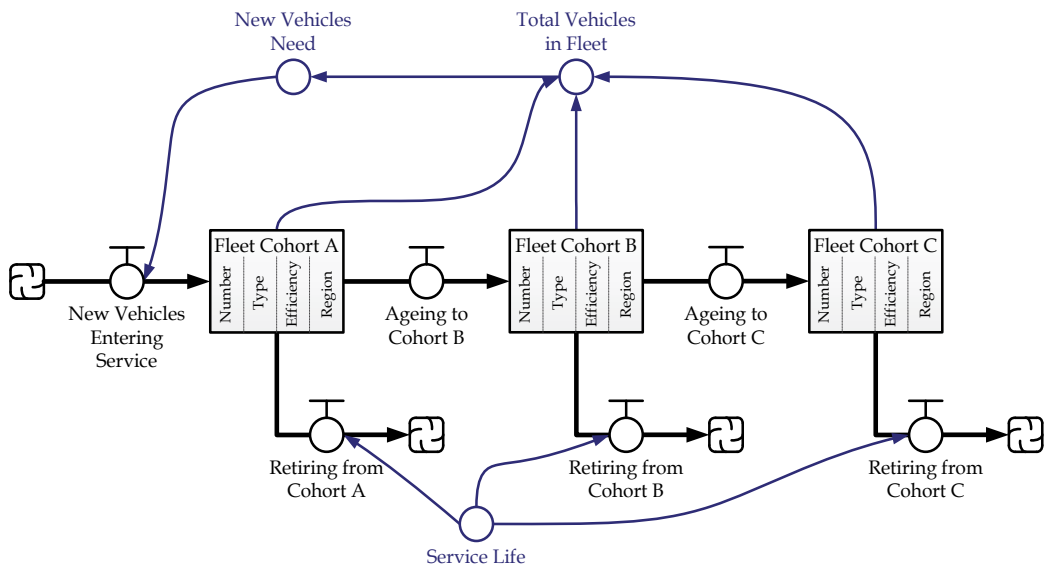 New Vehicles
Need
Total Vehicles
in Fleet
Fleet Cohort A
Number
Type
Efficiency
Region
Fleet Cohort B
Number
Type
Efficiency
Region
Fleet Cohort C
Number
Type
Efficiency
Region
New Vehicles
Entering
Service
Ageing to
Cohort B
Ageing to
Cohort C
Retiring from
Cohort A
Retiring from
Cohort B
Retiring from
Cohort C
Service Life